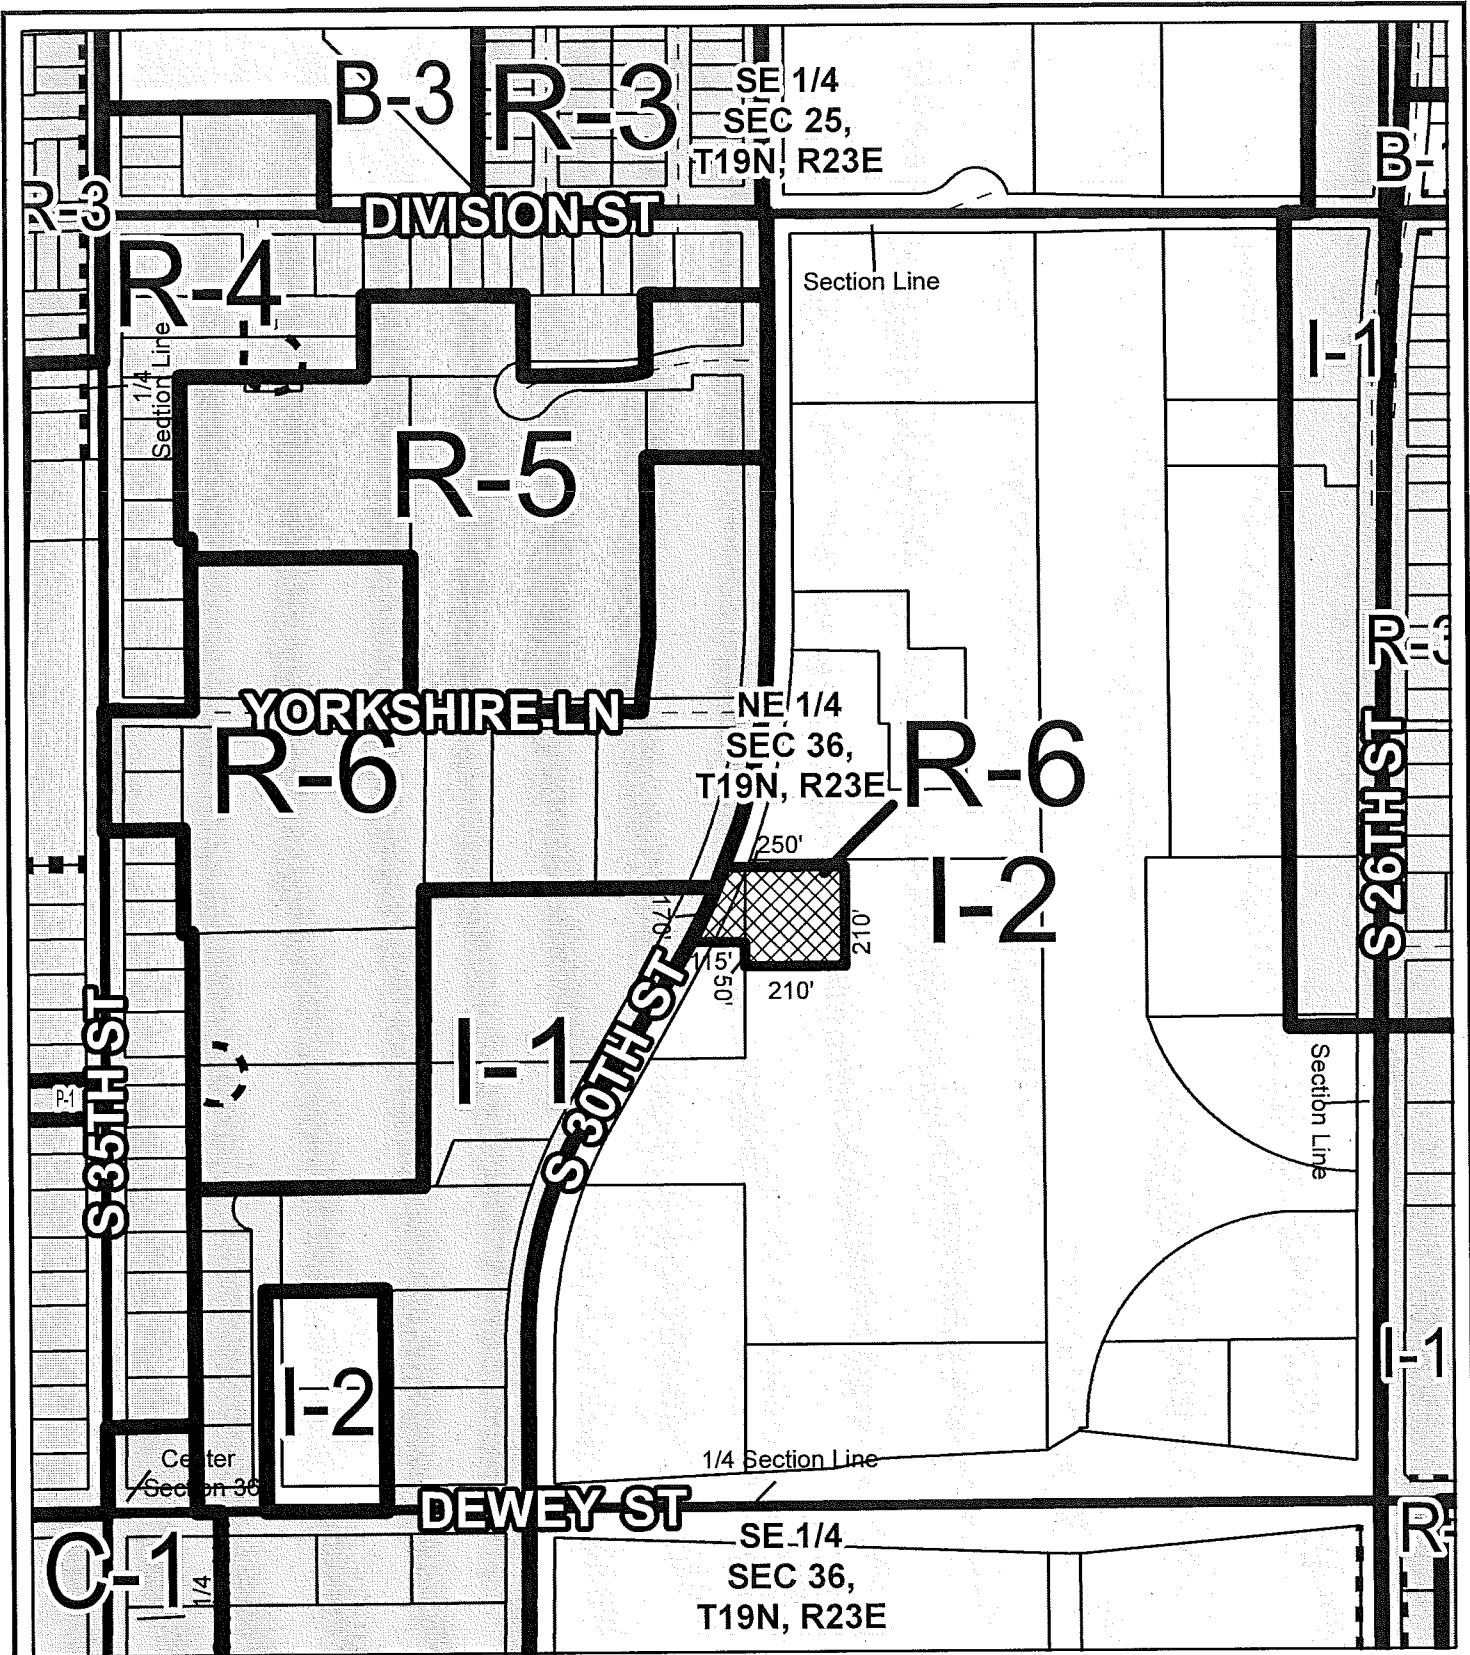 B-3
R-3
SE 1/4
SEC 25,
T19N, R23E
B-
R-3
DIVISION ST
R-4
Section Line
I-1
1/4
Section Line
R-5
R-3
YORKSHIRE LN
NE 1/4
SEC 36,
T19N, R23E
R-6
R-6
S 26TH ST
250'
I-2
170'
210'
115'
50'
210'
S 30TH ST
S 35TH ST
I-1
P-1
Section Line
I-2
I-1
Center
Section 36
1/4 Section Line
DEWEY ST
R-
C-1
1/4
SE 1/4
SEC 36,
T19N, R23E